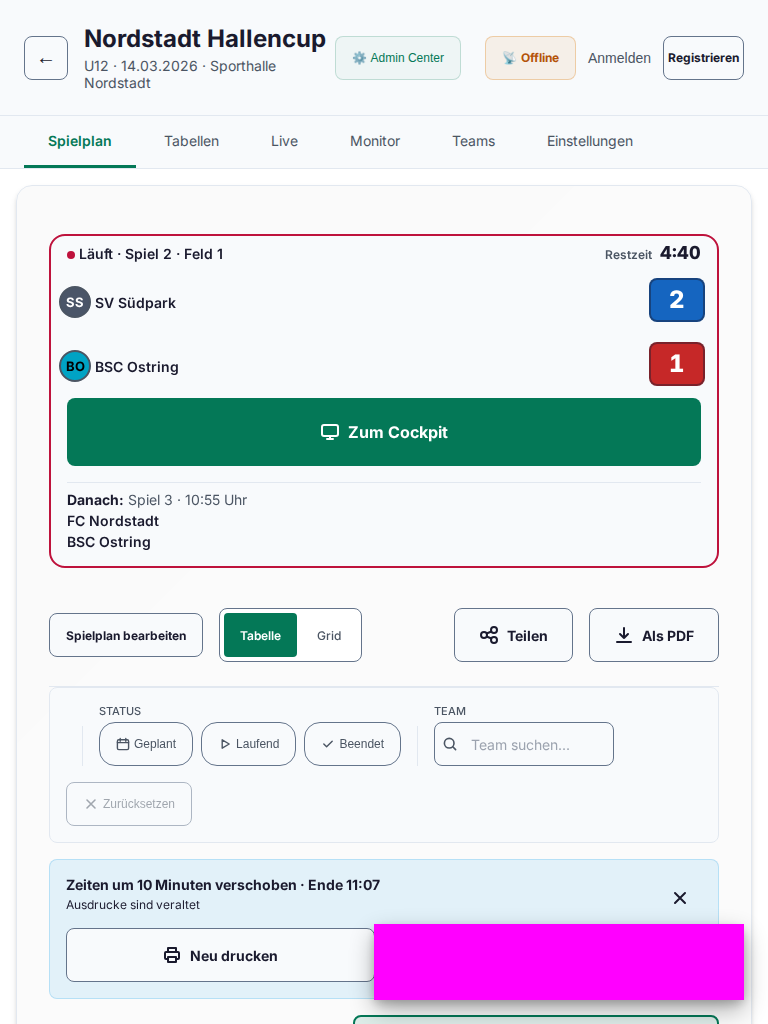 ←
Nordstadt Hallencup
U12 · 14.03.2026 · Sporthalle
Nordstadt
Admin Center
Offline
Anmelden
Registrieren
Spielplan
Tabellen
Live
Monitor
Teams
Einstellungen
Läuft · Spiel 2 · Feld 1
Restzeit 4:40
SS SV Südpark
2
BO BSC Ostring
1
Zum Cockpit
Danach: Spiel 3 · 10:55 Uhr
FC Nordstadt
BSC Ostring
Spielplan bearbeiten
Tabelle
Grid
Teilen
Als PDF
STATUS
TEAM
Geplant
Laufend
Beendet
Team suchen...
Zurücksetzen
Zeiten um 10 Minuten verschoben · Ende 11:07
Ausdrucke sind veraltet
Neu drucken